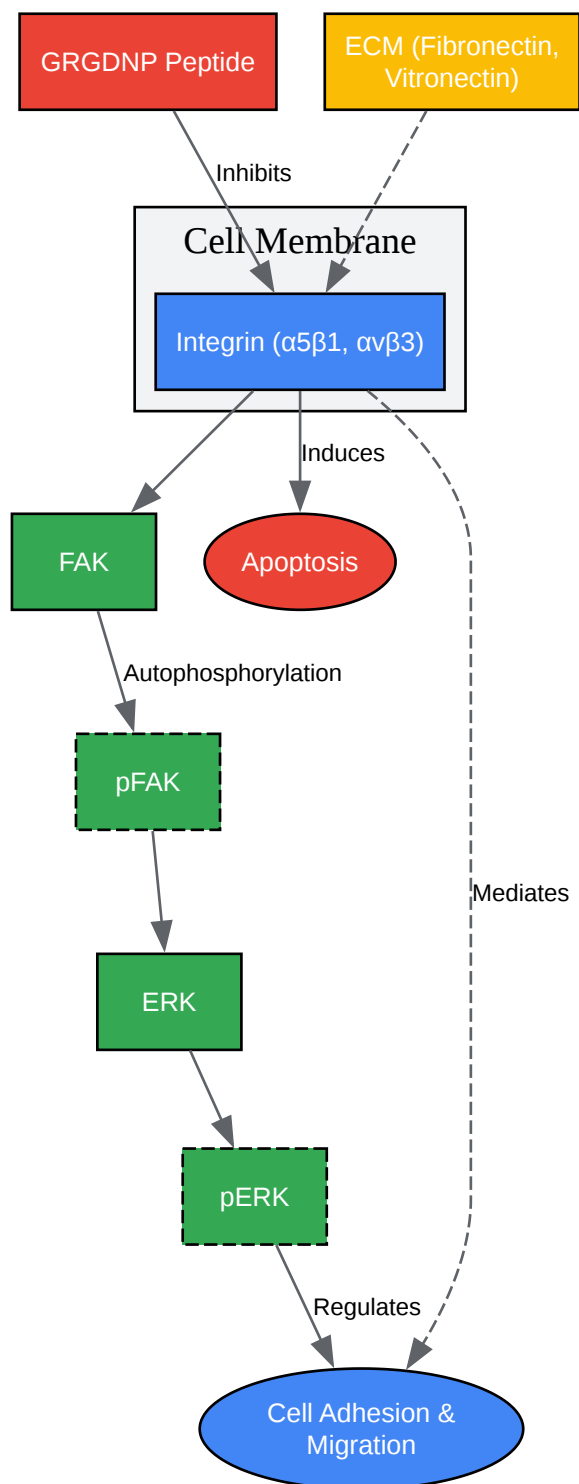 GRGDNP Peptide
ECM (Fibronectin,
Vitronectin)
Inhibits
Cell Membrane
Integrin (α5β1, αvβ3)
Induces
FAK
Apoptosis
Autophosphorylation
pFAK
Mediates
ERK
pERK
Regulates
Cell Adhesion &
Migration